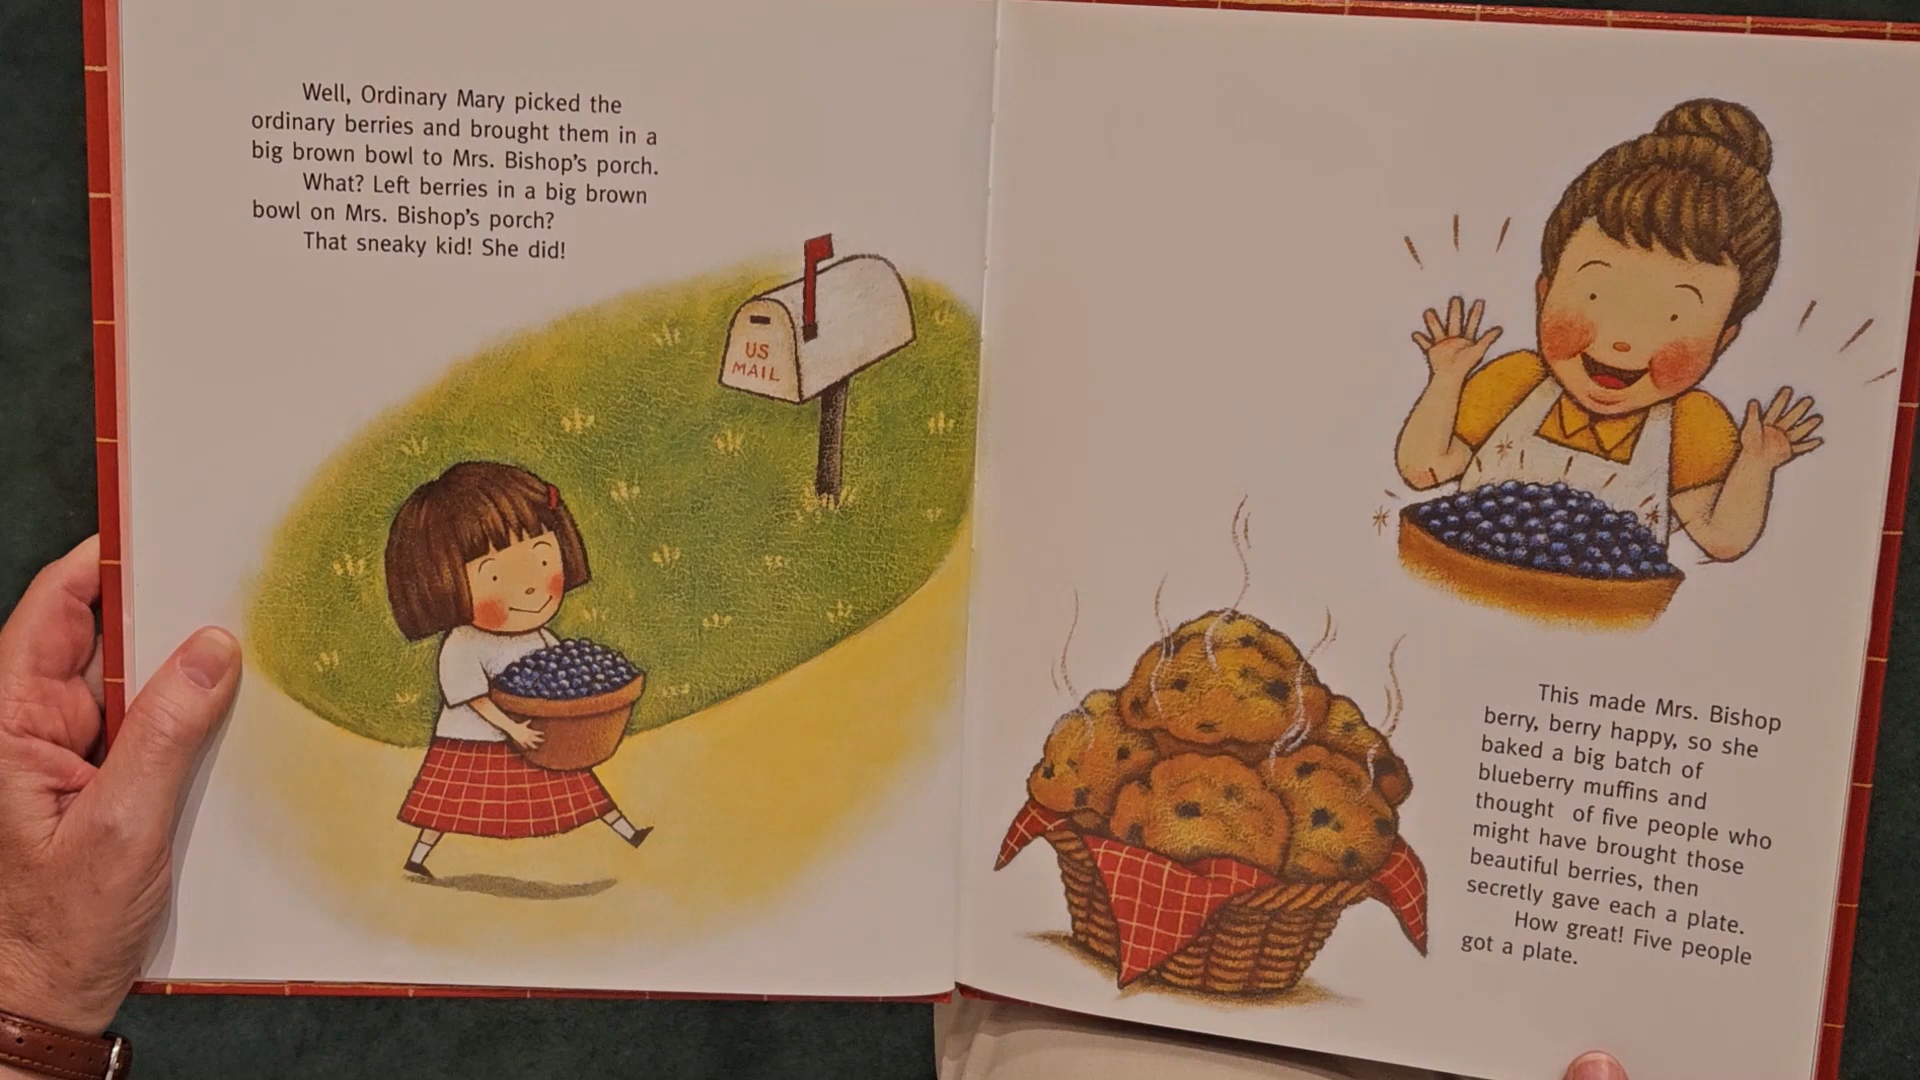 Well, Ordinary Mary picked the
ordinary berries and brought them in a
big brown bowl to Mrs. Bishop's porch.
What? Left berries in a big brown
bowl on Mrs. Bishop's porch?
That sneaky kid! She did!
US
MAIL
This made Mrs. Bishop
berry, berry happy, so she
baked a big batch of
blueberry muffins and
thought of five people who
might have brought those
beautiful berries, then
secretly gave each a plate.
How great! Five people
got a plate.